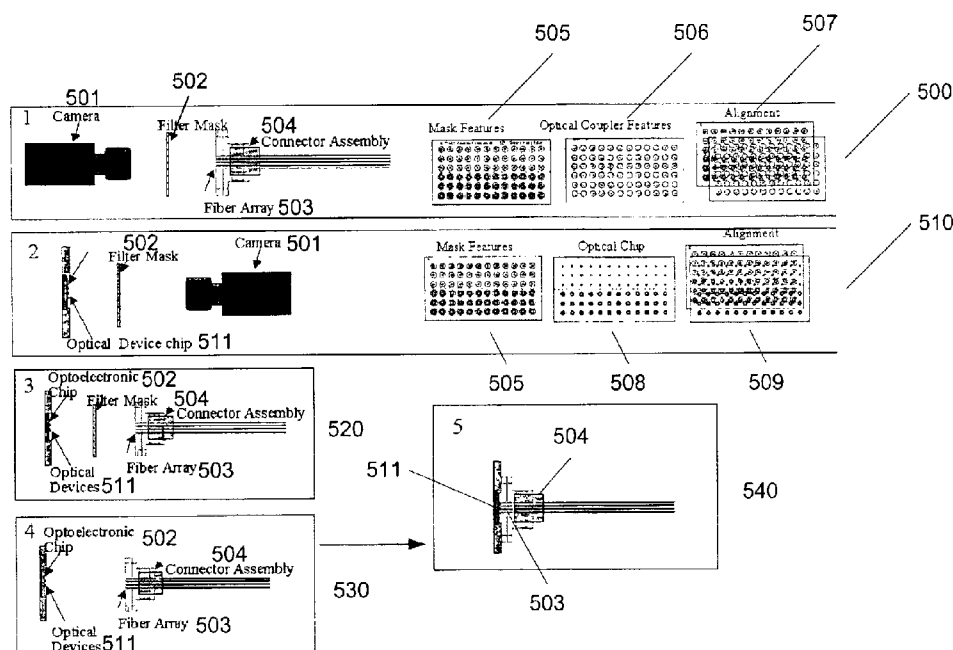 505
506
507
500
1
501
Camera
502
Filter Mask
504
Connector Assembly
Fiber Array 503
Mask Features
Optical Coupler Features
Alignment
510
2
502
Filter Mask
Camera 501
Optical Device chip 511
Mask Features
Optical Chip
Alignment
505
508
509
3
Optoelectronic
Chip
502
Filter Mask
504
Connector Assembly
Fiber Array 503
Optical
Devices 511
520
4
Optoelectronic
Chip
502
504
Connector Assembly
Fiber Array 503
Optical
Devices 511
530
5
504
511
503
540